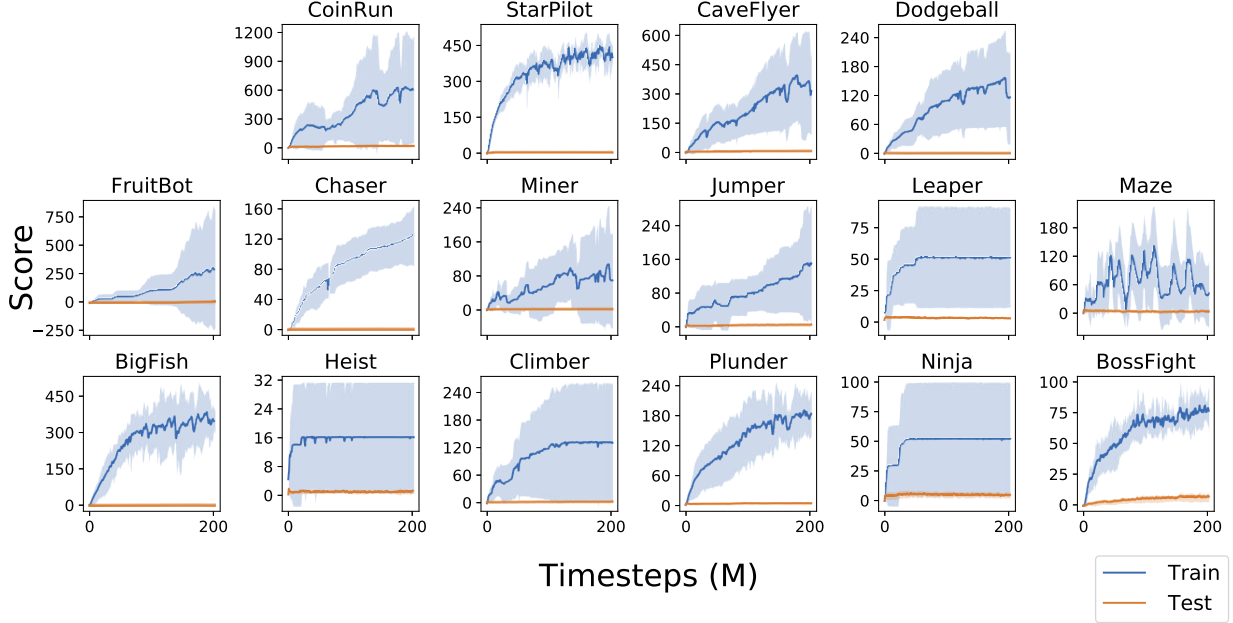 CoinRun StarPilot CaveFlyer Dodgeball
1200 900 600 300 0
450 300 150 0
600 450 300 150 0
240 180 120 60 0
FruitBot Chaser Miner Jumper Leaper Maze
750 500 250 0 −250
160 120 80 40 0
240 180 120 60 0
240 160 80 0
75 50 25 0
180 120 60 0
Score
BigFish Heist Climber Plunder Ninja BossFight
450 300 150 0
32 24 16 8 0
240 180 120 60 0
240 180 120 60 0
100 75 50 25 0
100 75 50 25 0
0 200 0 200 0 200 0 200 0 200 0 200
Timesteps (M)
Train
Test